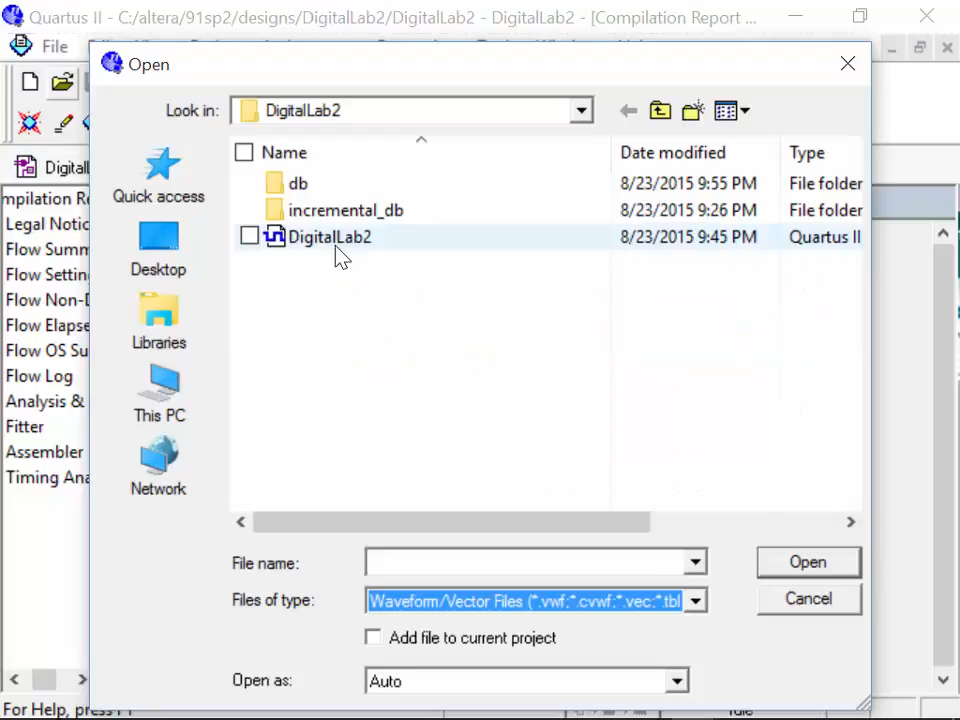 Quartus II - C:/altera/91sp2/designs/DigitalLab2/DigitalLab2 - DigitalLab2 - [Compilation Report ...
File
Open
Look in: DigitalLab2
Name Date modified Type
db 8/23/2015 9:55 PM File folder
incremental_db 8/23/2015 9:26 PM File folder
DigitalLab2 8/23/2015 9:45 PM Quartus II
Quick access
Desktop
Libraries
This PC
Network
File name:
Open
Files of type: Waveform/Vector Files (*.vwf;*.cvwf;*.vec;*.tbl
Cancel
Add file to current project
Open as: Auto
Digital
mpilation Re
Legal Notic
Flow Summ
Flow Settin
Flow Non-D
Flow Elapse
Flow OS Su
Flow Log
Analysis &
Fitter
Assembler
Timing Ana
For Help, press F1
Idle